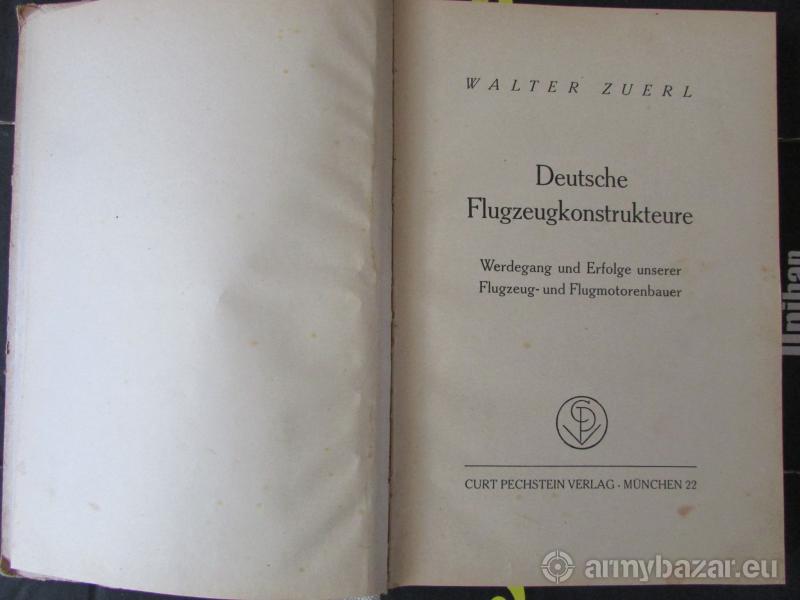 WALTER ZUERL
Deutsche
Flugzeugkonstrukteure
Werdegang und Erfolge unserer
Flugzeug- und Flugmotorenbauer
CURT PECHSTEIN VERLAG · MÜNCHEN 22
armybazar.eu